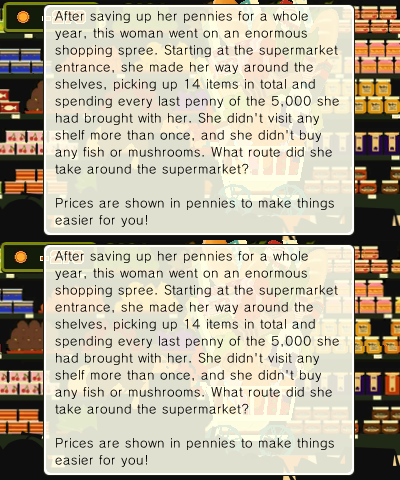 After saving up her pennies for a whole
year, this woman went on an enormous
shopping spree. Starting at the supermarket
entrance, she made her way around the
shelves, picking up 14 items in total and
spending every last penny of the 5,000 she
had brought with her. She didn't visit any
shelf more than once, and she didn't buy
any fish or mushrooms. What route did she
take around the supermarket?
Prices are shown in pennies to make things
easier for you!
After saving up her pennies for a whole
year, this woman went on an enormous
shopping spree. Starting at the supermarket
entrance, she made her way around the
shelves, picking up 14 items in total and
spending every last penny of the 5,000 she
had brought with her. She didn't visit any
shelf more than once, and she didn't buy
any fish or mushrooms. What route did she
take around the supermarket?
Prices are shown in pennies to make things
easier for you!